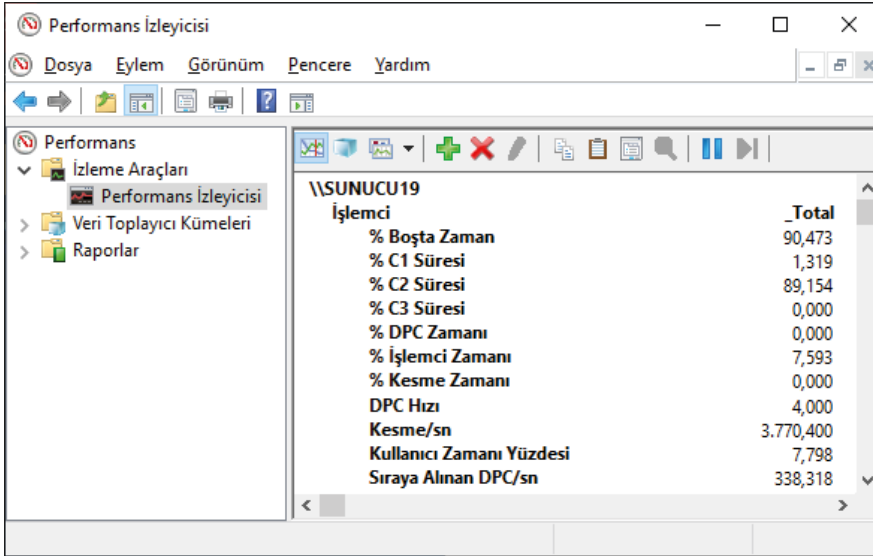 Performans İzleyicisi
Dosya Eylem Görünüm Pencere Yardım
Performans
İzleme Araçları
Performans İzleyicisi
Veri Toplayıcı Kümeleri
Raporlar
\\SUNUCU19
İşlemci _Total
% Boşta Zaman 90,473
% C1 Süresi 1,319
% C2 Süresi 89,154
% C3 Süresi 0,000
% DPC Zamanı 0,000
% İşlemci Zamanı 7,593
% Kesme Zamanı 0,000
DPC Hızı 4,000
Kesme/sn 3.770,400
Kullanıcı Zamanı Yüzdesi 7,798
Sıraya Alınan DPC/sn 338,318